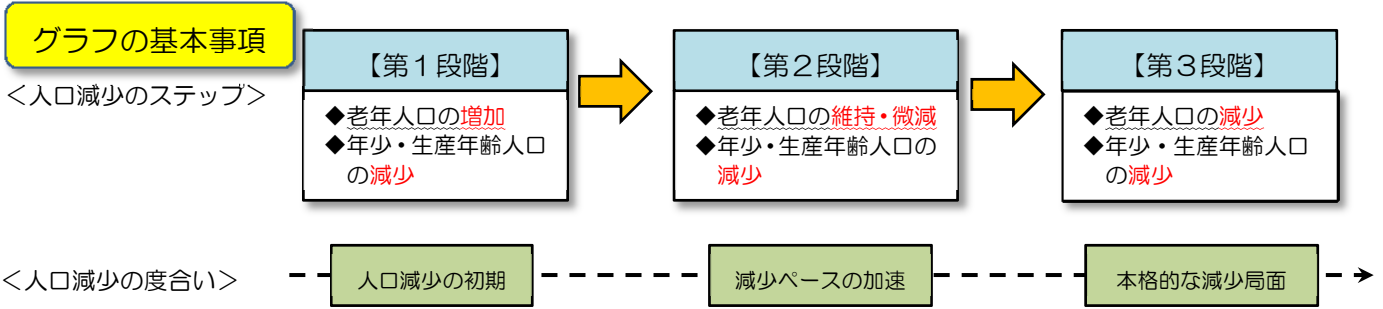 グラフの基本事項
＜人口減少のステップ＞
【第１段階】
◆老年人口の増加
◆年少・生産年齢人口
の減少
【第２段階】
◆老年人口の維持・微減
◆年少・生産年齢人口の
減少
【第３段階】
◆老年人口の減少
◆年少・生産年齢人口
の減少
＜人口減少の度合い＞
人口減少の初期
減少ペースの加速
本格的な減少局面